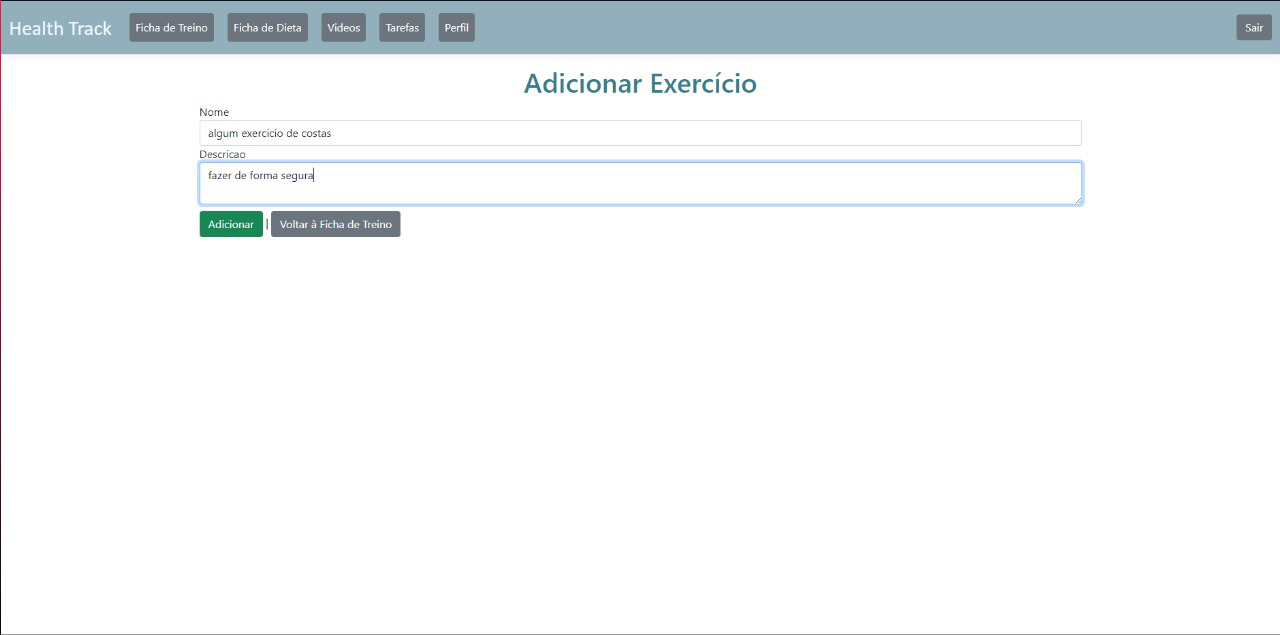 Health Track Ficha de Treino Ficha de Dieta Videos Tarefas Perfil Sair
Adicionar Exercício
Nome
algum exercicio de costas
Descricao
fazer de forma segura
Adicionar | Voltar à Ficha de Treino